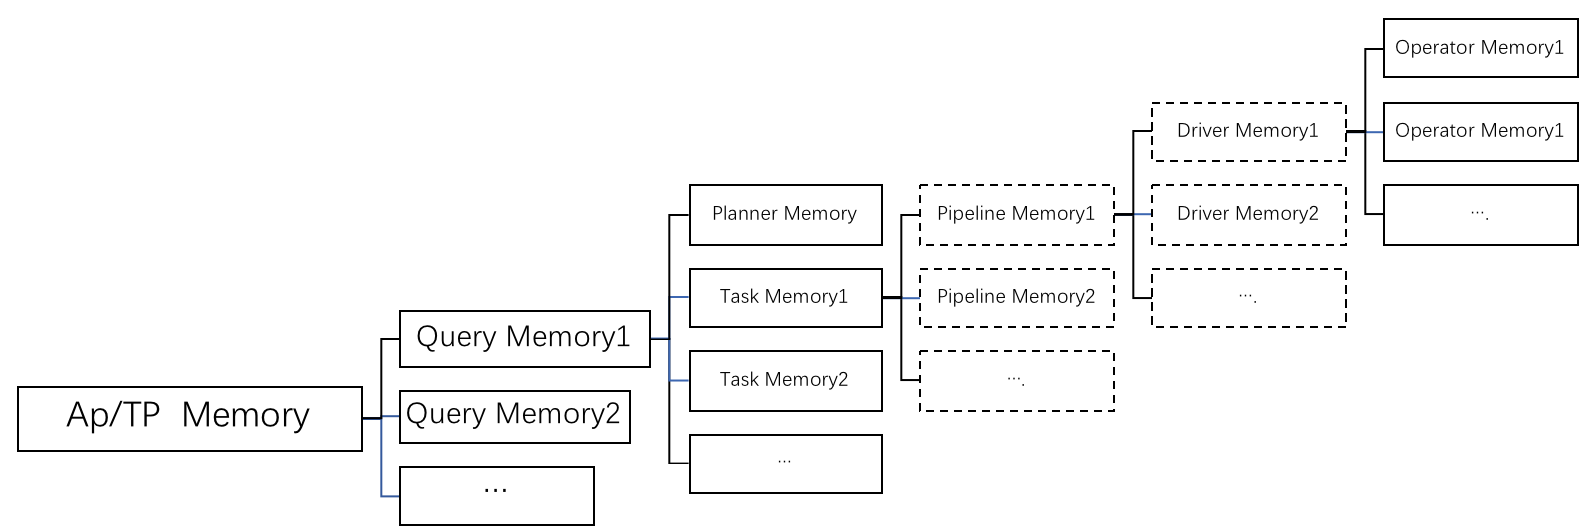 Ap/TP Memory
Query Memory1
Query Memory2
...
Planner Memory
Task Memory1
Task Memory2
...
Pipeline Memory1
Pipeline Memory2
....
Driver Memory1
Driver Memory2
....
Operator Memory1
Operator Memory1
....